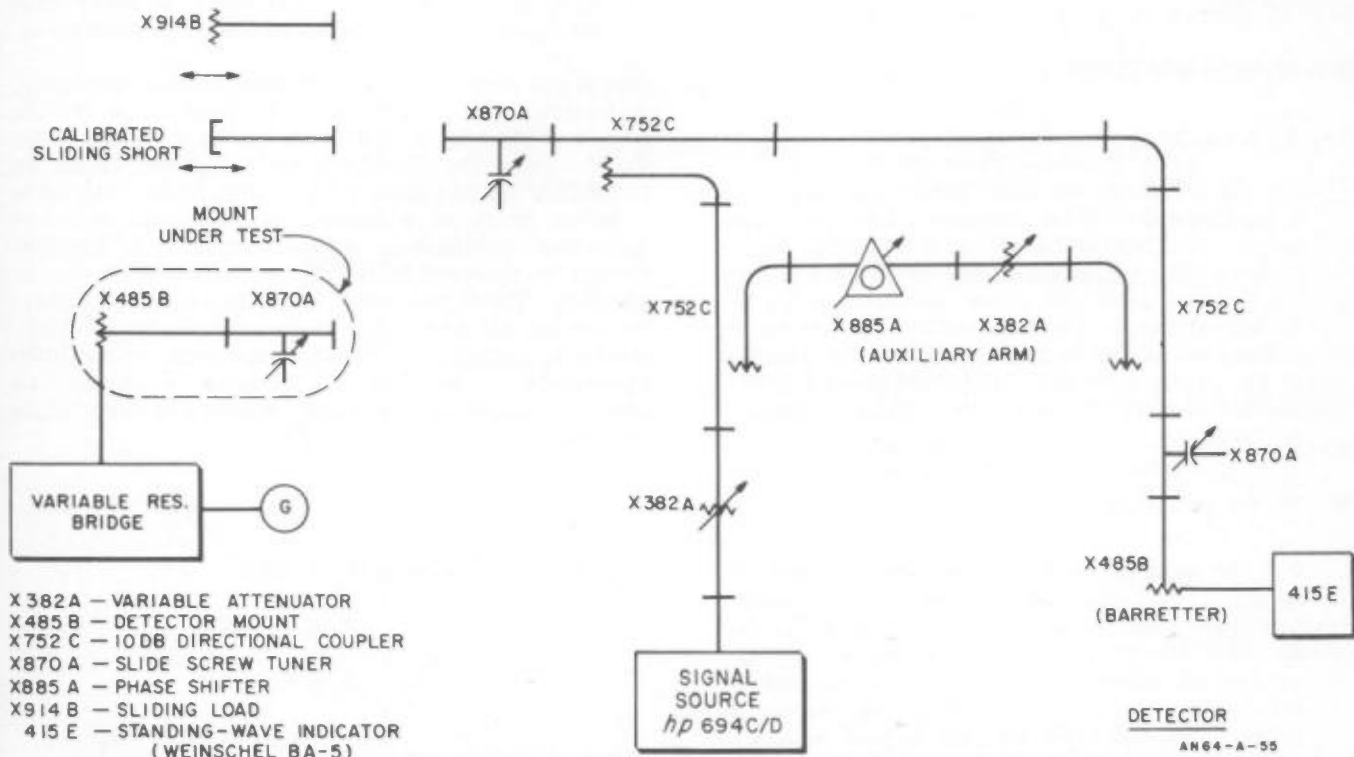 X914B
CALIBRATED
SLIDING SHORT
MOUNT
UNDER TEST
X485B
X870A
VARIABLE RES.
BRIDGE
G
X870A
X752C
X752C
X885A
(AUXILIARY ARM)
X382A
X752C
X382A
X870A
X485B
(BARRETTER)
415E
SIGNAL
SOURCE
hp 694C/D
DETECTOR
AN64-A-55
X382A — VARIABLE ATTENUATOR
X485B — DETECTOR MOUNT
X752C — 10DB DIRECTIONAL COUPLER
X870A — SLIDE SCREW TUNER
X885A — PHASE SHIFTER
X914B — SLIDING LOAD
415E — STANDING-WAVE INDICATOR
(WEINSCHEL BA-5)